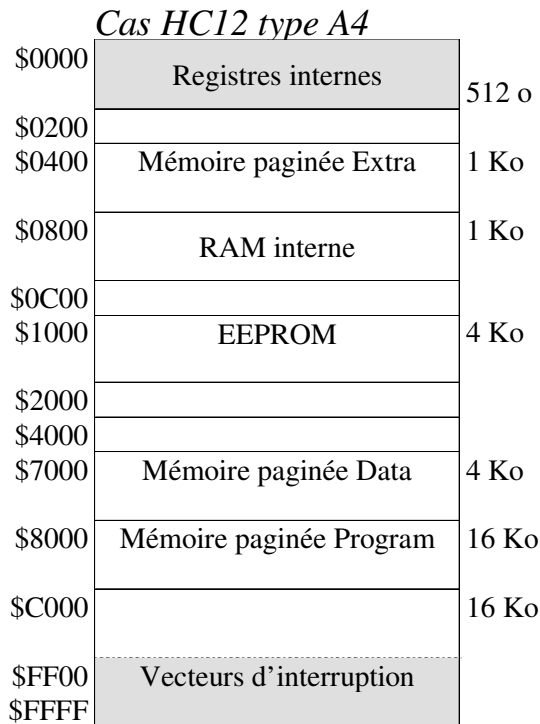 Cas HC12 type A4
$0000
Registres internes
512 o
$0200
$0400 Mémoire paginée Extra 1 Ko
$0800
RAM interne
1 Ko
$0C00
$1000 EEPROM 4 Ko
$2000
$4000
$7000 Mémoire paginée Data 4 Ko
$8000 Mémoire paginée Program 16 Ko
$C000 16 Ko
$FF00 Vecteurs d'interruption
$FFFF